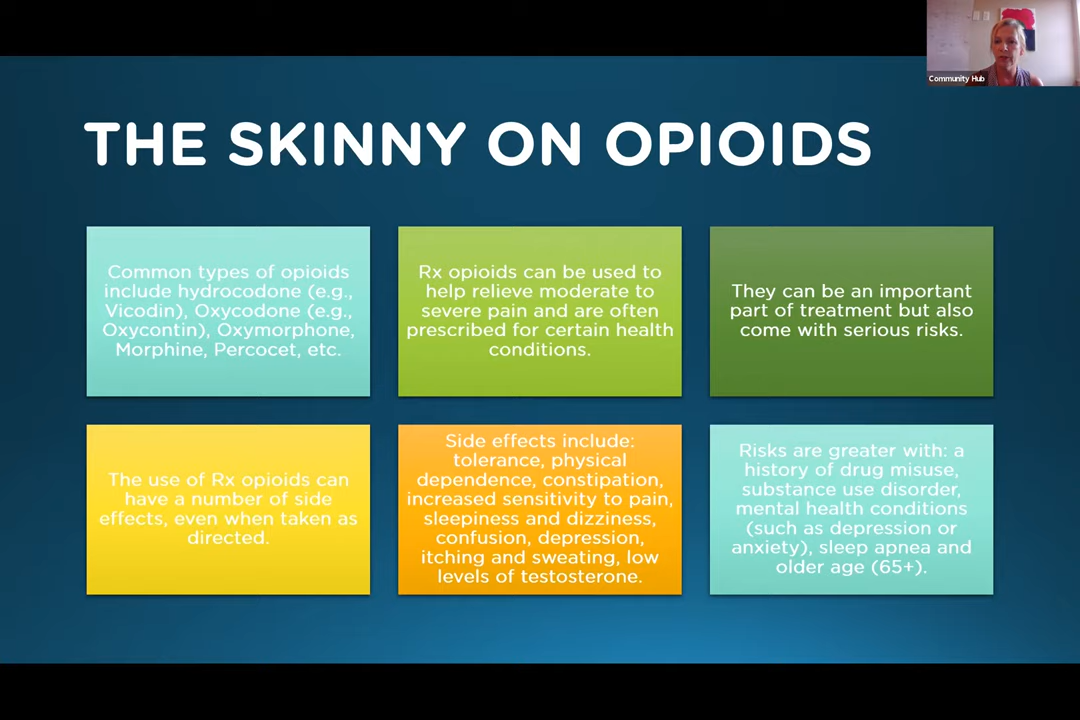 Community Hub
THE SKINNY ON OPIOIDS
Common types of opioids
include hydrocodone (e.g.,
Vicodin), Oxycodone (e.g.,
Oxycontin), Oxymorphone,
Morphine, Percocet, etc.
Rx opioids can be used to
help relieve moderate to
severe pain and are often
prescribed for certain health
conditions.
They can be an important
part of treatment but also
come with serious risks.
The use of Rx opioids can
have a number of side
effects, even when taken as
directed.
Side effects include:
tolerance, physical
dependence, constipation,
increased sensitivity to pain,
sleepiness and dizziness,
confusion, depression,
itching and sweating, low
levels of testosterone.
Risks are greater with: a
history of drug misuse,
substance use disorder,
mental health conditions
(such as depression or
anxiety), sleep apnea and
older age (65+).